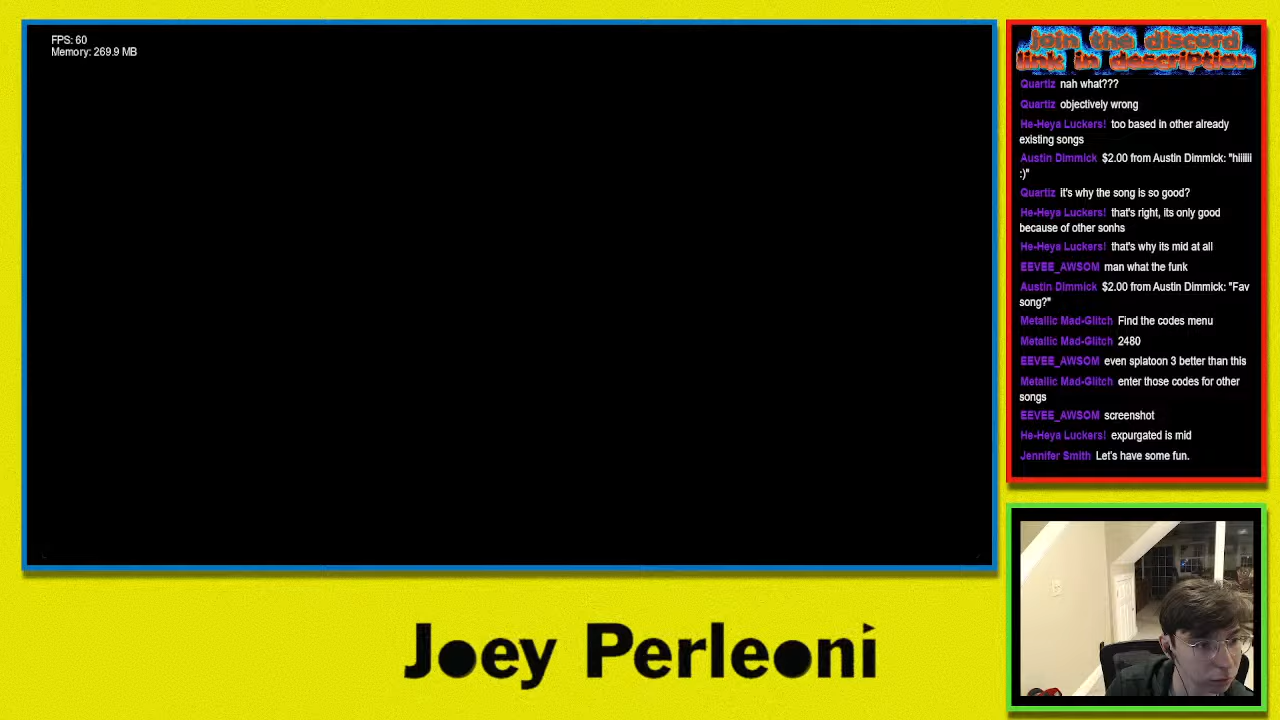 FPS: 60
Memory: 269.9 MB
join the discord
link in description
Quartiz nah what???
Quartiz objectively wrong
He-Heya Luckers! too based in other already
existing songs
Austin Dimmick $2.00 from Austin Dimmick: "hiiiiii
:)"
Quartiz it's why the song is so good?
He-Heya Luckers! that's right, its only good
because of other sonhs
He-Heya Luckers! that's why its mid at all
EEVEE_AWSOM man what the funk
Austin Dimmick $2.00 from Austin Dimmick: "Fav
song?"
Metallic Mad-Glitch Find the codes menu
Metallic Mad-Glitch 2480
EEVEE_AWSOM even splatoon 3 better than this
Metallic Mad-Glitch enter those codes for other
songs
EEVEE_AWSOM screenshot
He-Heya Luckers! expurgated is mid
Jennifer Smith Let's have some fun.
Joey Perleoni